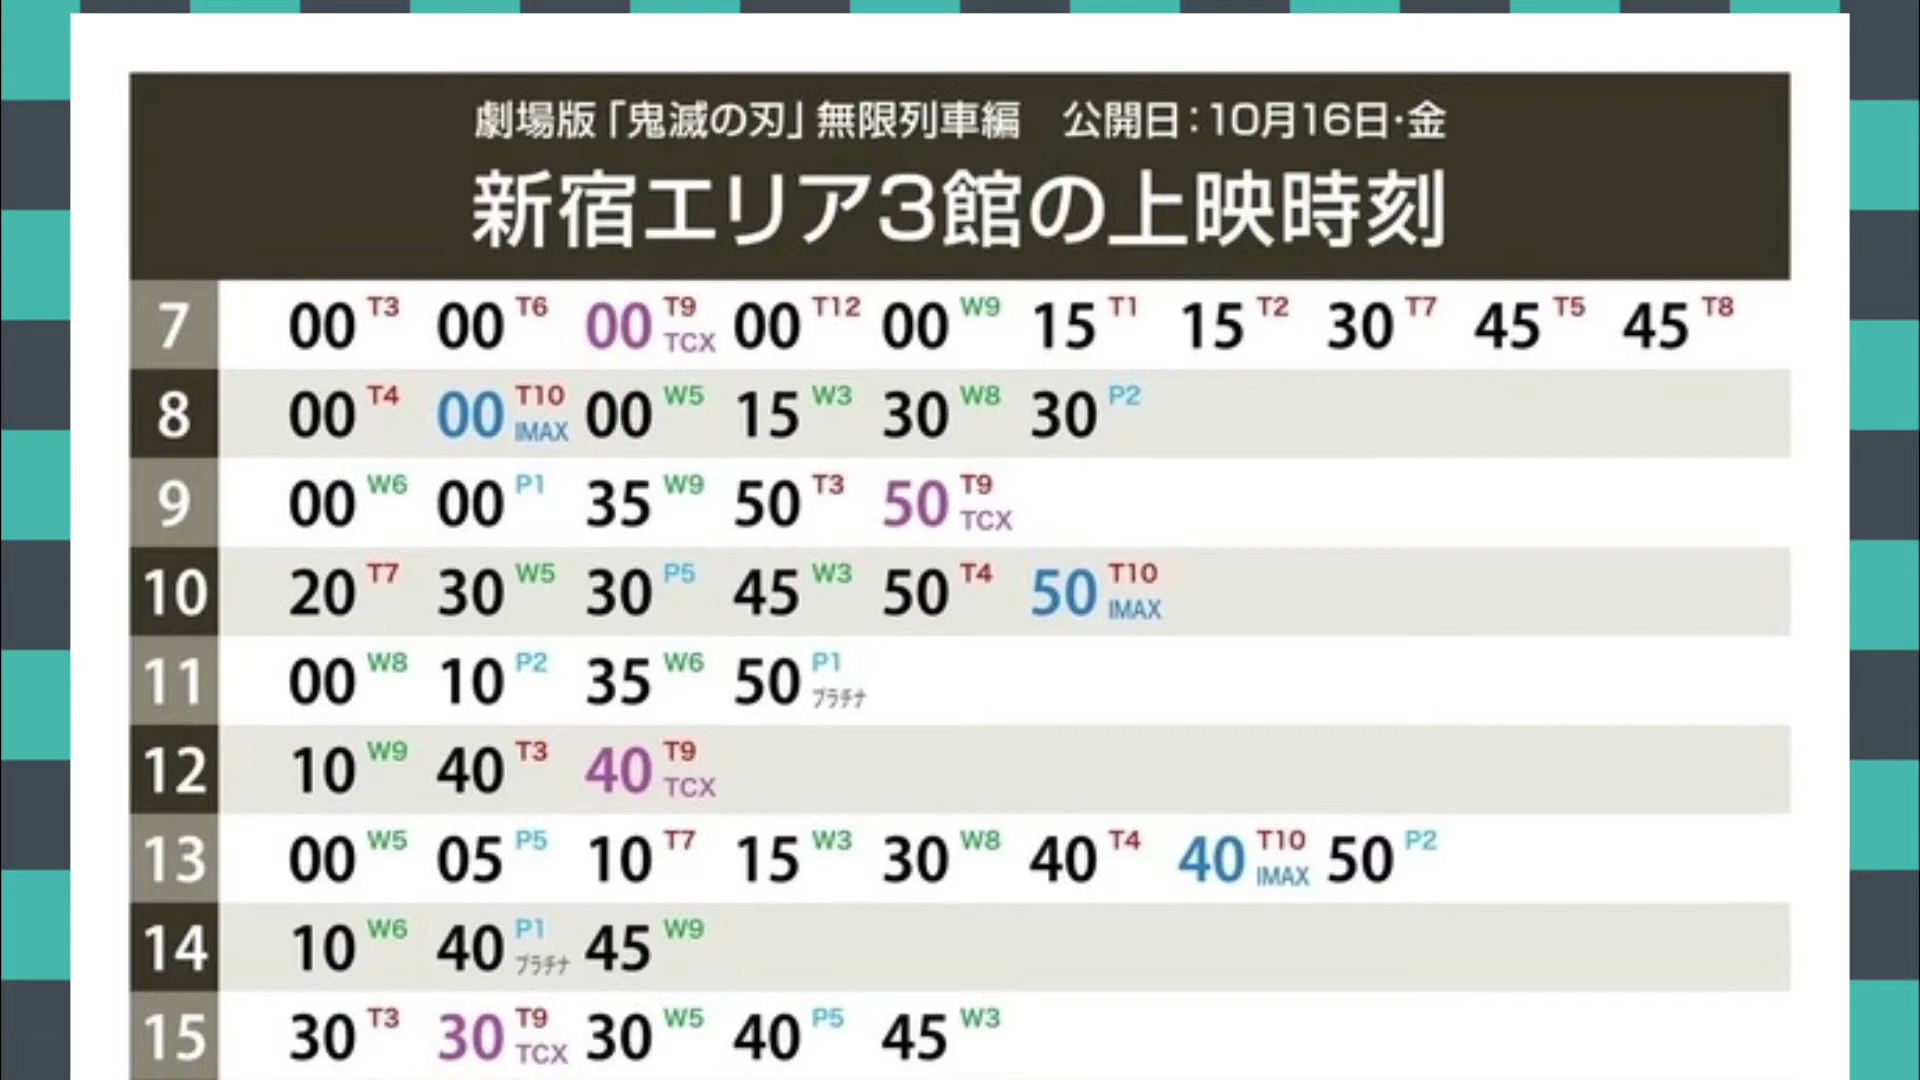 劇場版「鬼滅の刃」無限列車編　公開日:10月16日・金
新宿エリア3館の上映時刻
7 00 T3 00 T6 00 T9 TCX 00 T12 00 W9 15 T1 15 T2 30 T7 45 T5 45 T8
8 00 T4 00 T10 IMAX 00 W5 15 W3 30 W8 30 P2
9 00 W6 00 P1 35 W9 50 T3 50 T9 TCX
10 20 T7 30 W5 30 P5 45 W3 50 T4 50 T10 IMAX
11 00 W8 10 P2 35 W6 50 P1 プラチナ
12 10 W9 40 T3 40 T9 TCX
13 00 W5 05 P5 10 T7 15 W3 30 W8 40 T4 40 T10 IMAX 50 P2
14 10 W6 40 P1 プラチナ 45 W9
15 30 T3 30 T9 TCX 30 W5 40 P5 45 W3